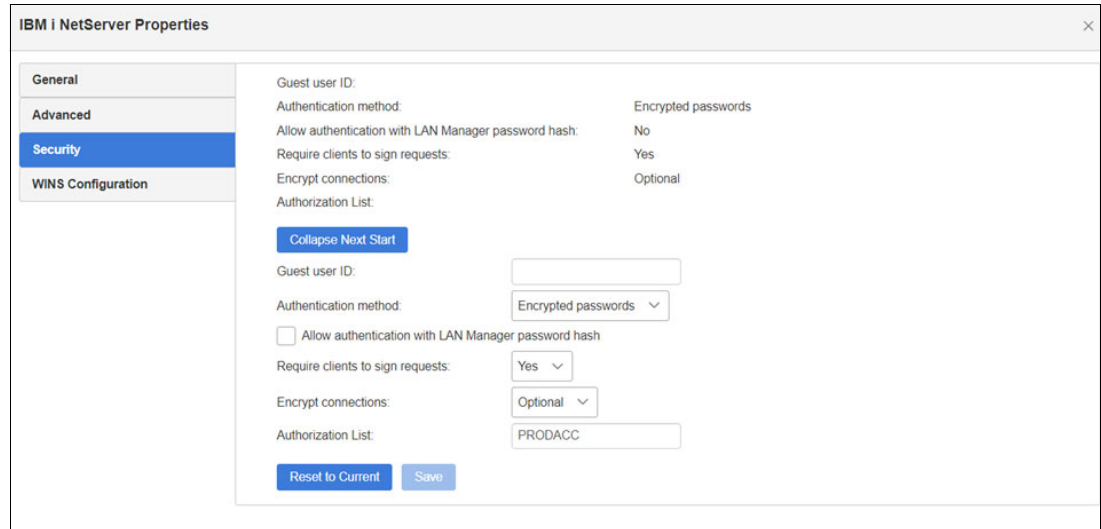 IBM i NetServer Properties
General
Advanced
Security
WINS Configuration
Guest user ID:
Authentication method: Encrypted passwords
Allow authentication with LAN Manager password hash: No
Require clients to sign requests: Yes
Encrypt connections: Optional
Authorization List:
Collapse Next Start
Guest user ID:
Authentication method: Encrypted passwords
Allow authentication with LAN Manager password hash
Require clients to sign requests: Yes
Encrypt connections: Optional
Authorization List: PRODACC
Reset to Current Save